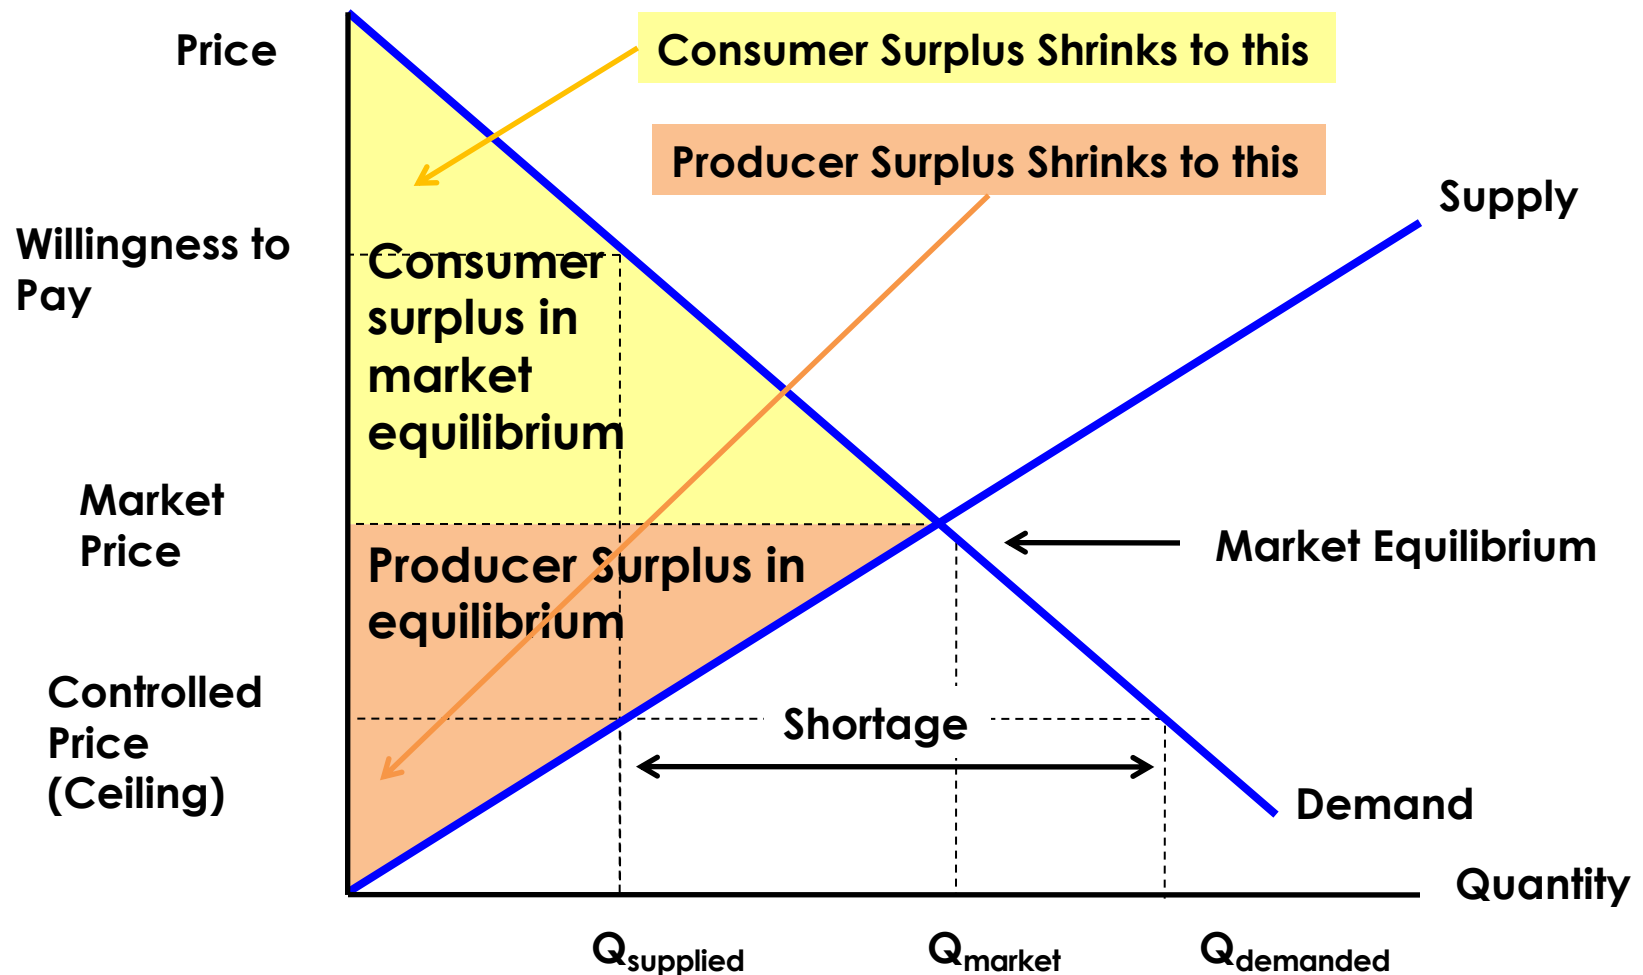 Price
Consumer Surplus Shrinks to this
Producer Surplus Shrinks to this
Supply
Willingness to
Pay
Consumer
surplus in
market
equilibrium
Market
Price
Market Equilibrium
Producer Surplus in
equilibrium
Controlled
Price
(Ceiling)
Shortage
Demand
Quantity
Qsupplied
Qmarket
Qdemanded